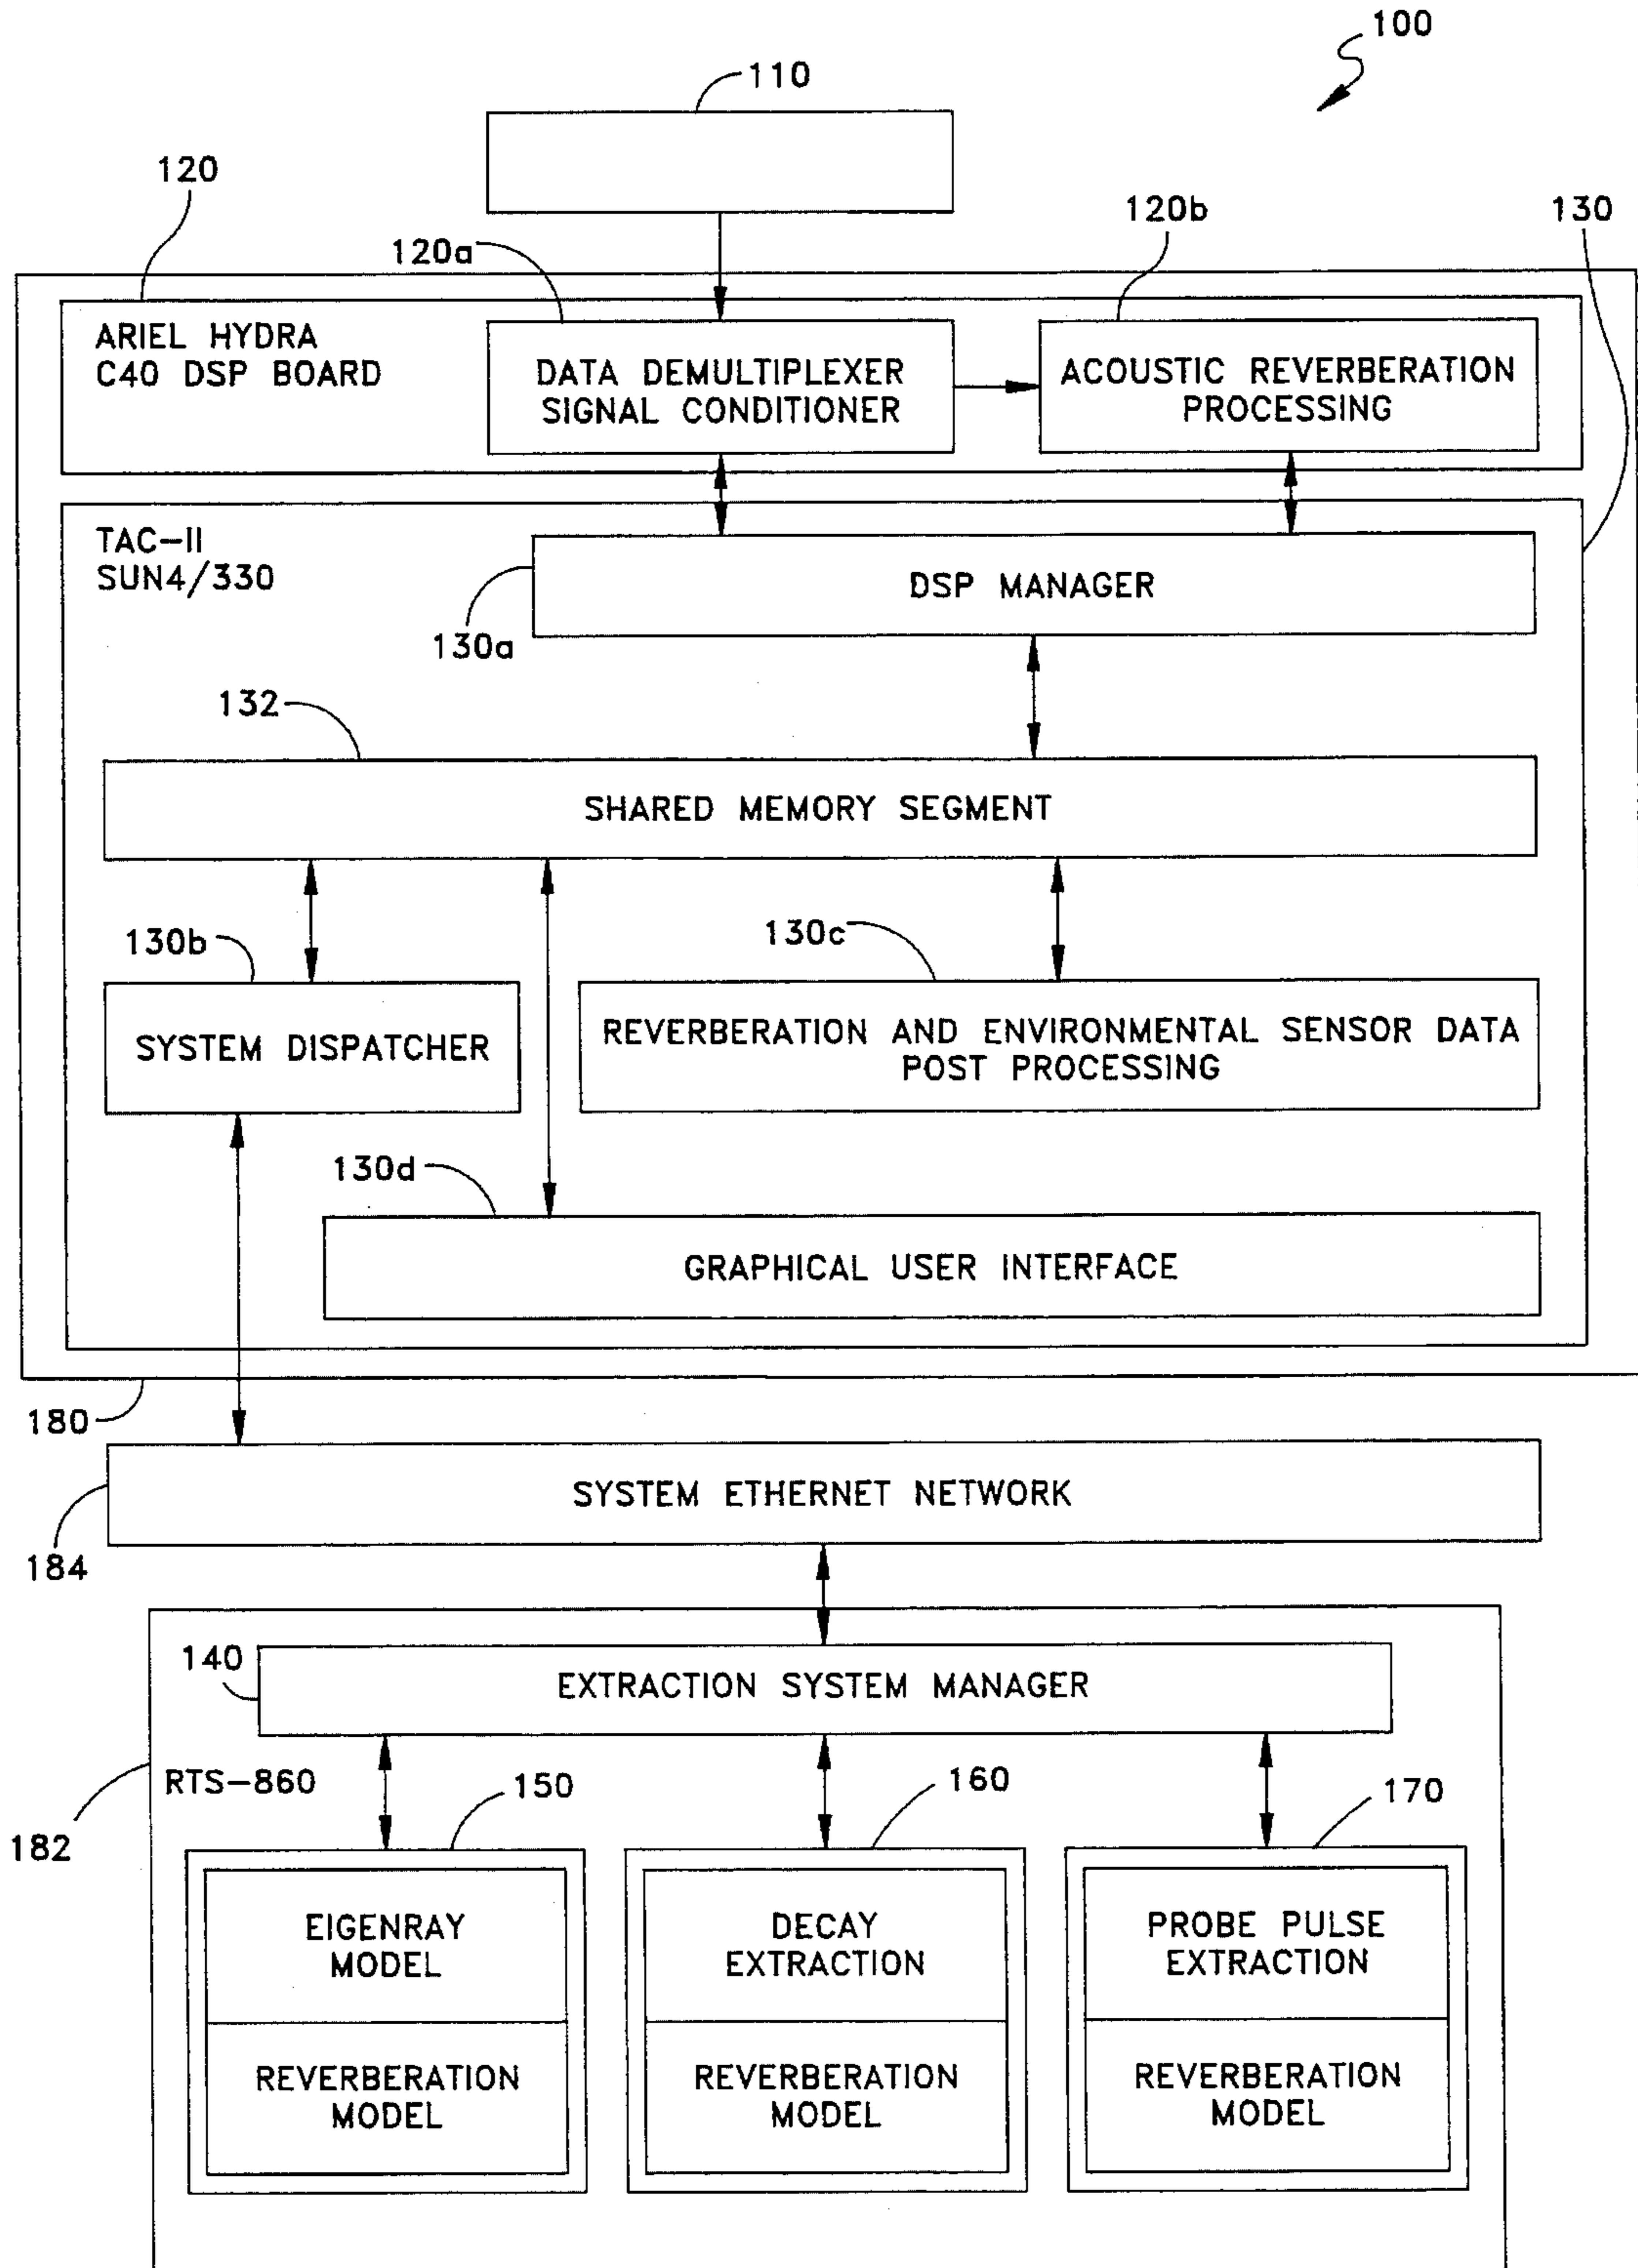 100
110
120
120a
120b
130
ARIEL HYDRA
C40 DSP BOARD
DATA DEMULTIPLEXER
SIGNAL CONDITIONER
ACOUSTIC REVERBERATION
PROCESSING
TAC-II
SUN4/330
DSP MANAGER
130a
132
SHARED MEMORY SEGMENT
130b
130c
SYSTEM DISPATCHER
REVERBERATION AND ENVIRONMENTAL SENSOR DATA
POST PROCESSING
130d
GRAPHICAL USER INTERFACE
180
SYSTEM ETHERNET NETWORK
184
140
EXTRACTION SYSTEM MANAGER
RTS-860
150
160
170
182
EIGENRAY
MODEL
DECAY
EXTRACTION
PROBE PULSE
EXTRACTION
REVERBERATION
MODEL
REVERBERATION
MODEL
REVERBERATION
MODEL